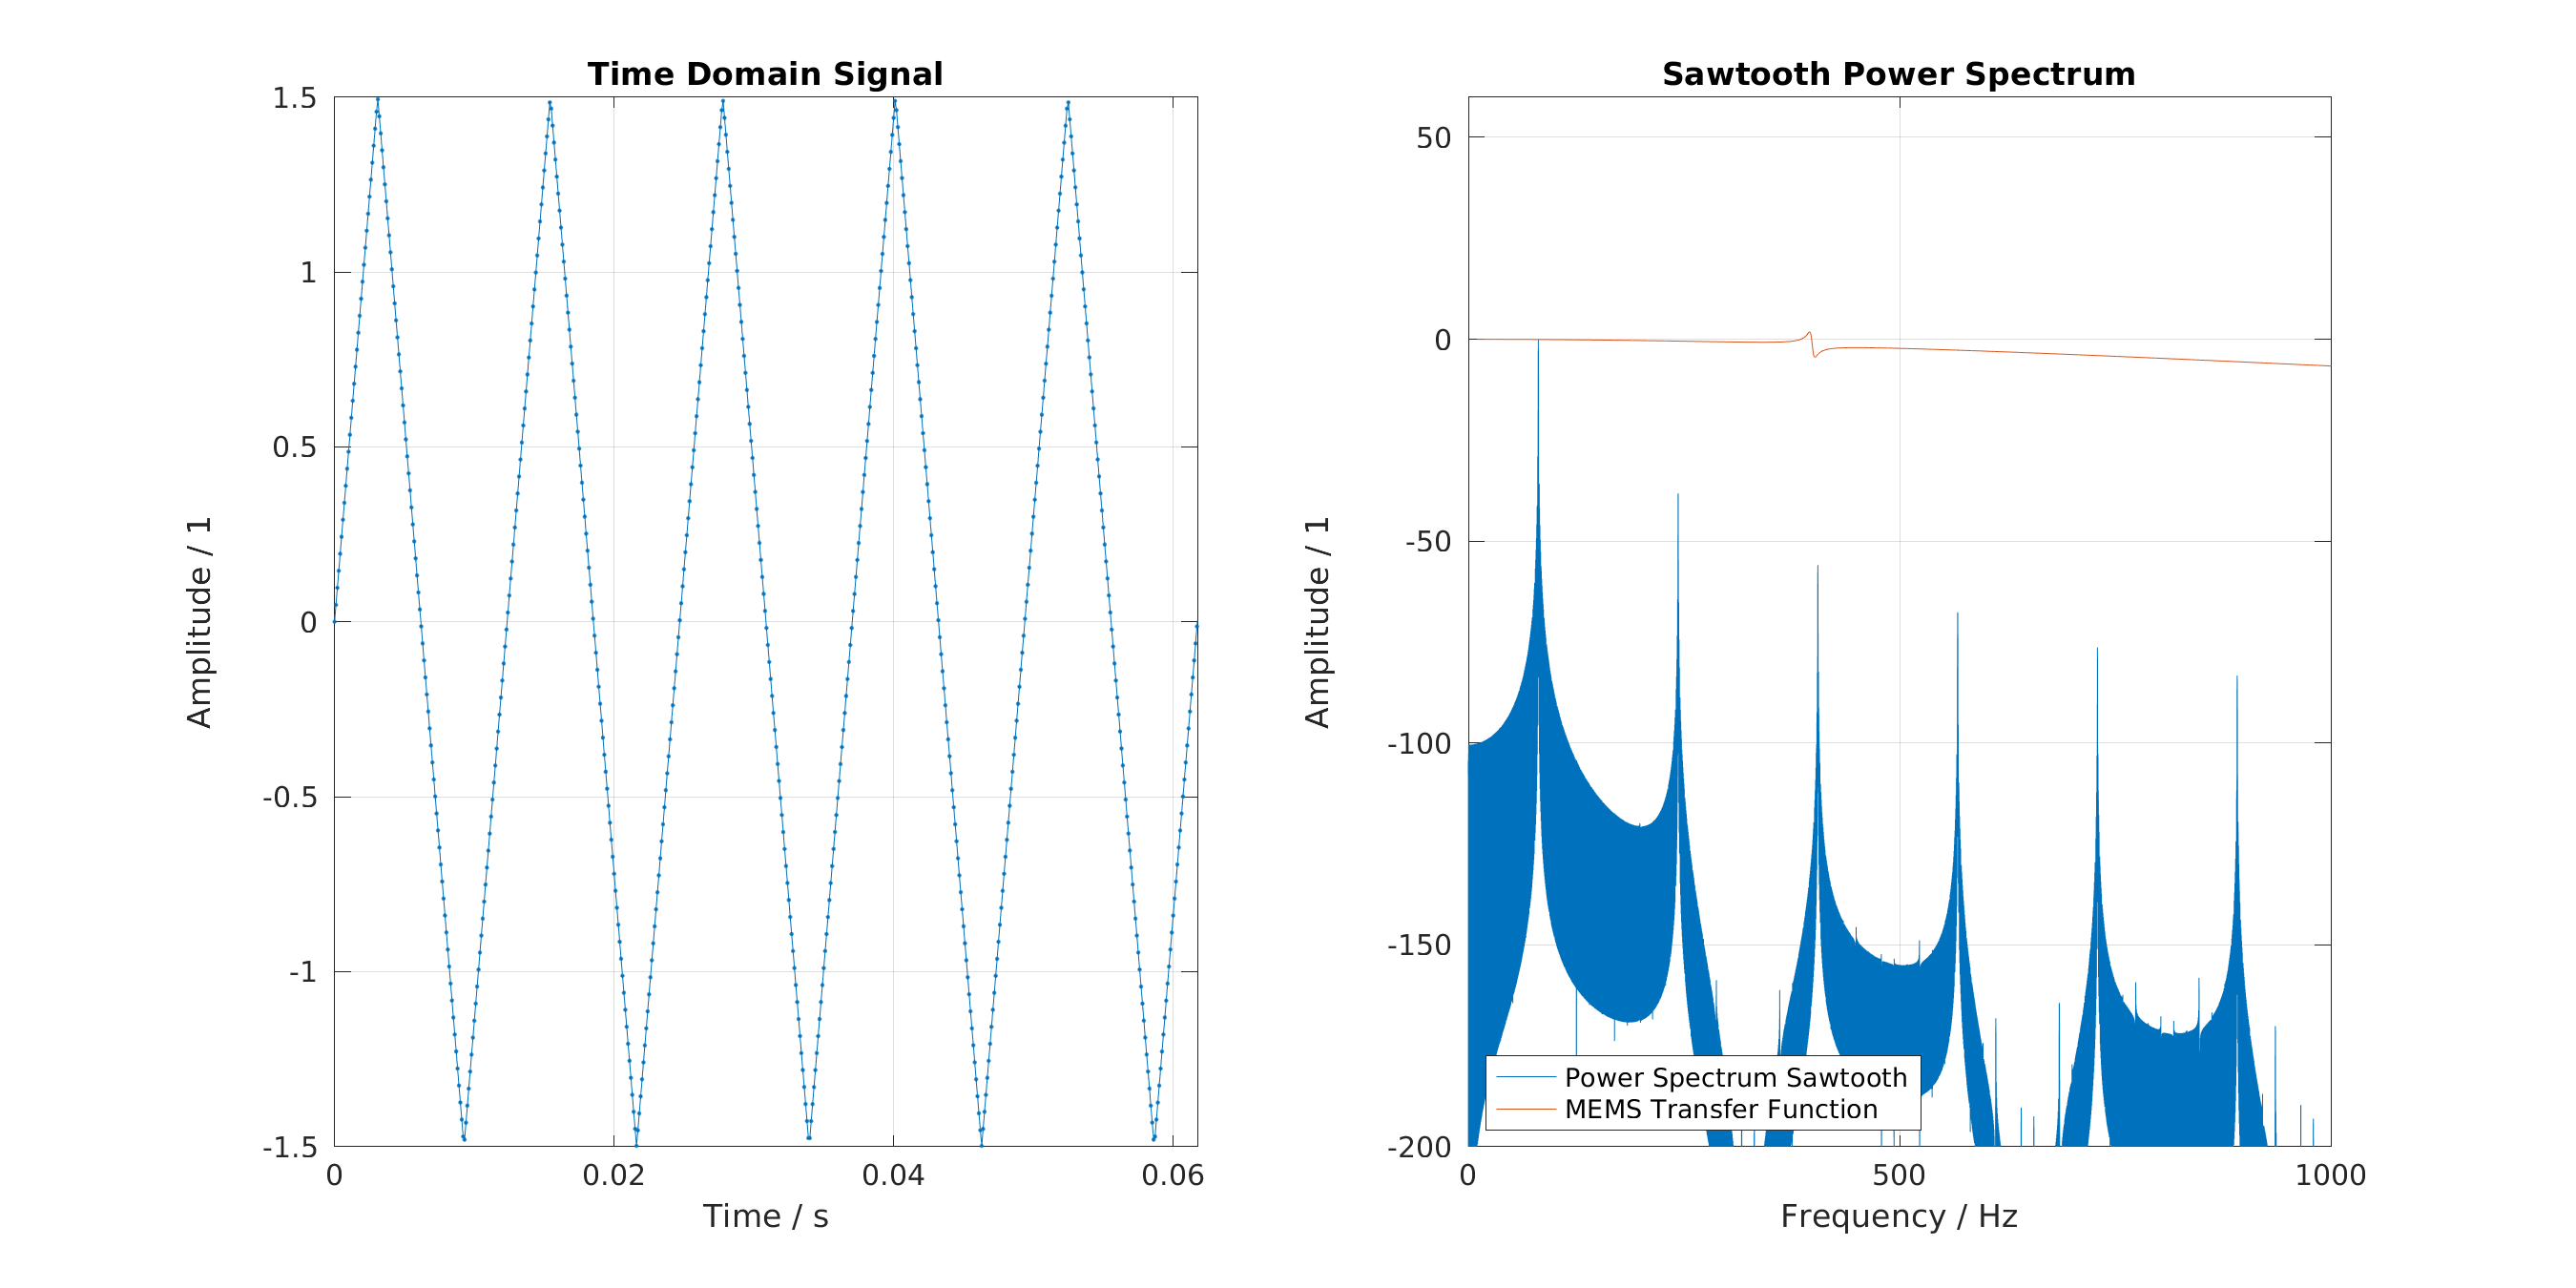 Time Domain Signal
1.5
1
0.5
0
-0.5
-1
-1.5
Amplitude / 1
0
0.02
0.04
0.06
Time / s
Sawtooth Power Spectrum
50
0
-50
-100
-150
-200
Amplitude / 1
Power Spectrum Sawtooth
MEMS Transfer Function
0
500
1000
Frequency / Hz